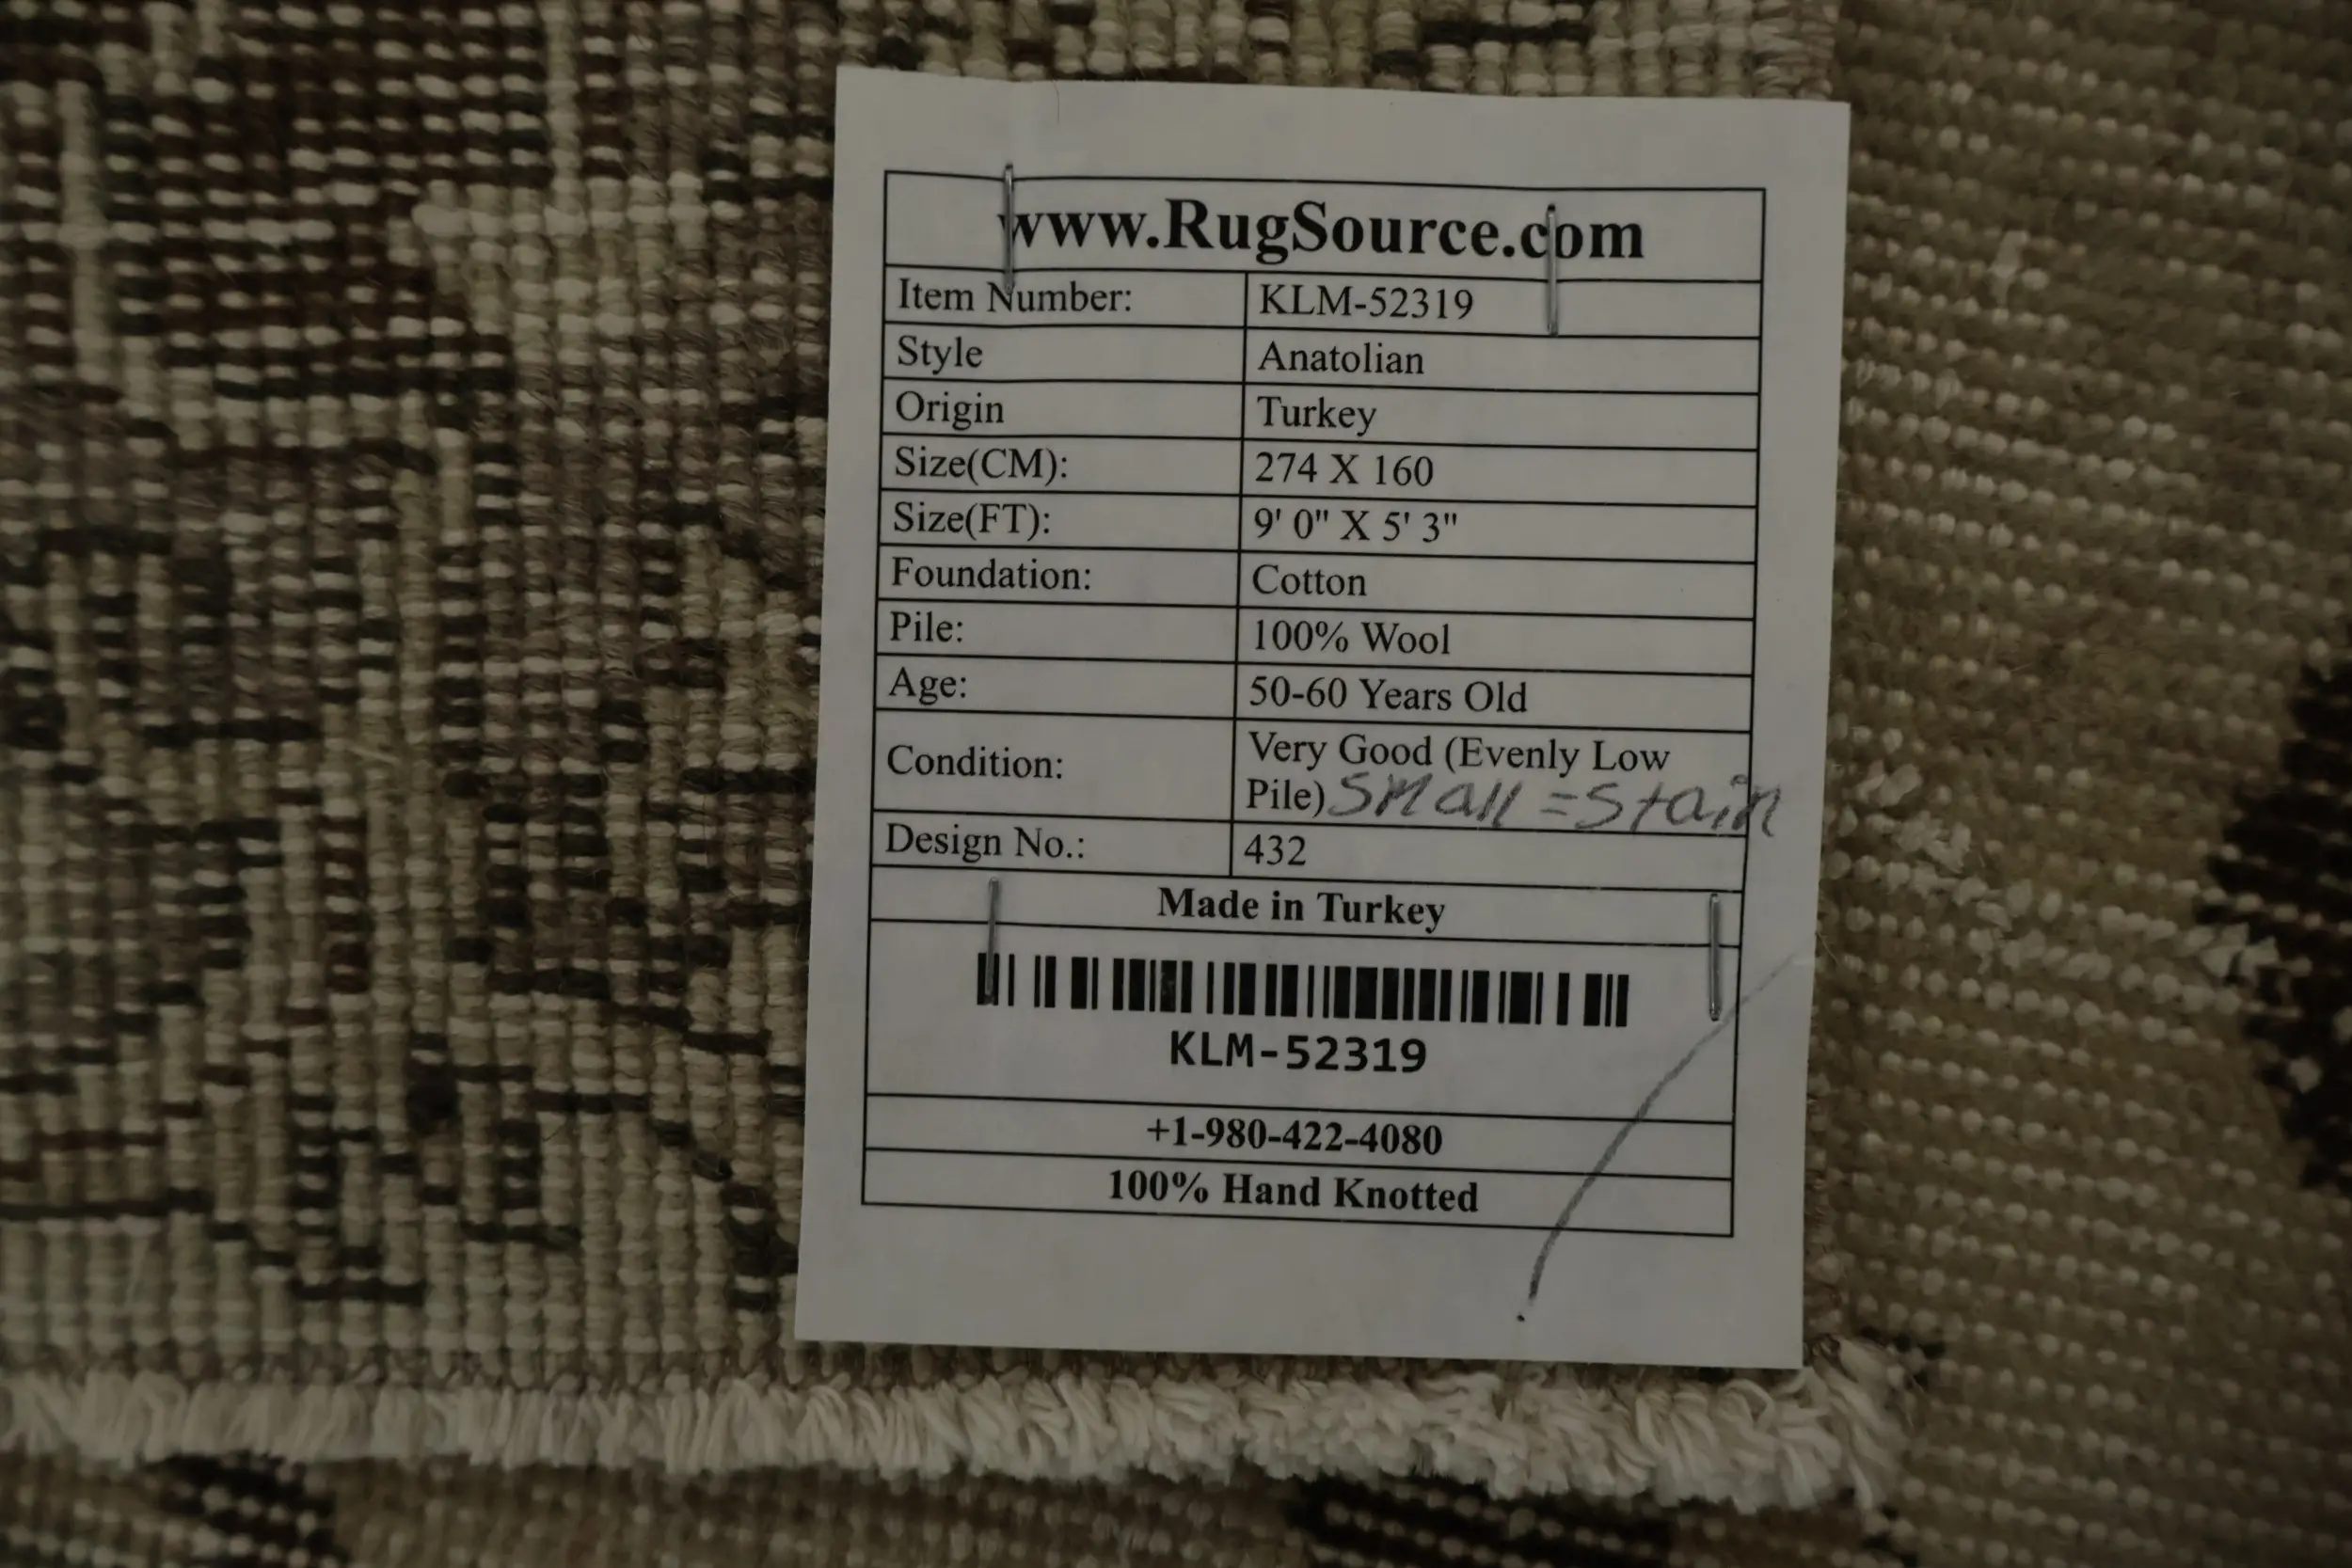 www.RugSource.com
Item Number: KLM-52319
Style Anatolian
Origin Turkey
Size(CM): 274 X 160
Size(FT): 9' 0" X 5' 3"
Foundation: Cotton
Pile: 100% Wool
Age: 50-60 Years Old
Condition: Very Good (Evenly Low
Pile) small =stain
Design No.: 432
Made in Turkey
KLM-52319
+1-980-422-4080
100% Hand Knotted